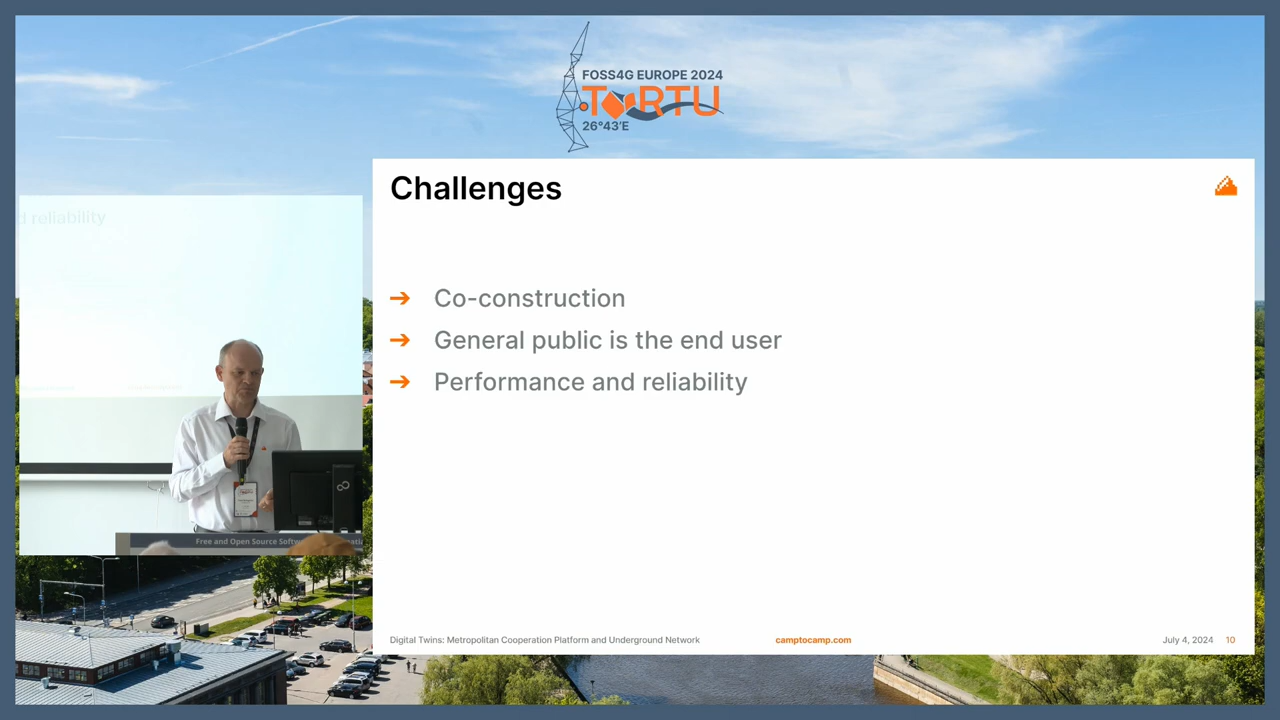 FOSS4G EUROPE 2024
TARTU
26°43'E
Challenges
d reliability
➔ Co-construction
➔ General public is the end user
➔ Performance and reliability
Free and Open Source Softw
Digital Twins: Metropolitan Cooperation Platform and Underground Network
camptocamp.com
July 4, 2024
10